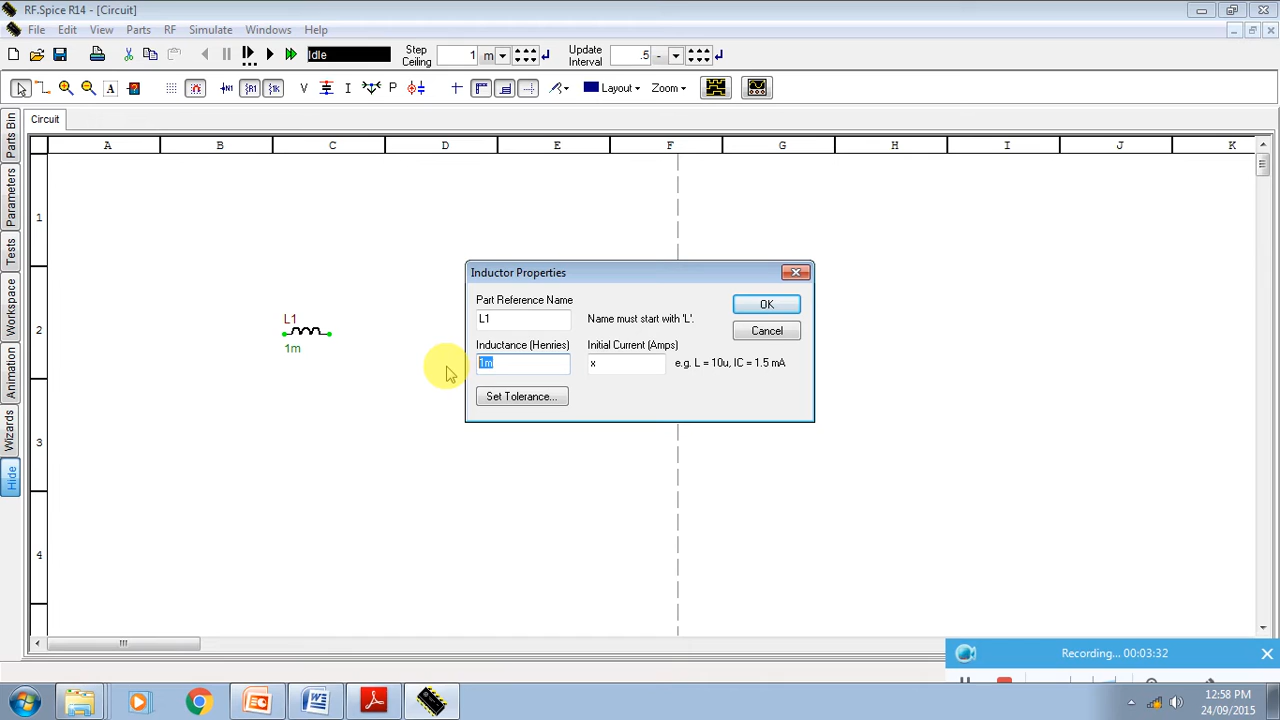 RF.Spice R14 - [Circuit]
File Edit View Parts RF Simulate Windows Help
Idle
Step Ceiling
1 m
Update Interval
.5 -
A
N1 R1 1K
V I P
Layout Zoom
Circuit
A B C D E F G H I J K
1
2
3
4
Parts Bin
Parameters
Tests
Workspace
Animation
Wizards
Hide
L1
1m
Inductor Properties
Part Reference Name
L1
Name must start with 'L'.
OK
Cancel
Inductance (Henries)
Initial Current (Amps)
1m
x
e.g. L = 10u, IC = 1.5 mA
Set Tolerance...
Recording... 00:03:32
12:58 PM
24/09/2015